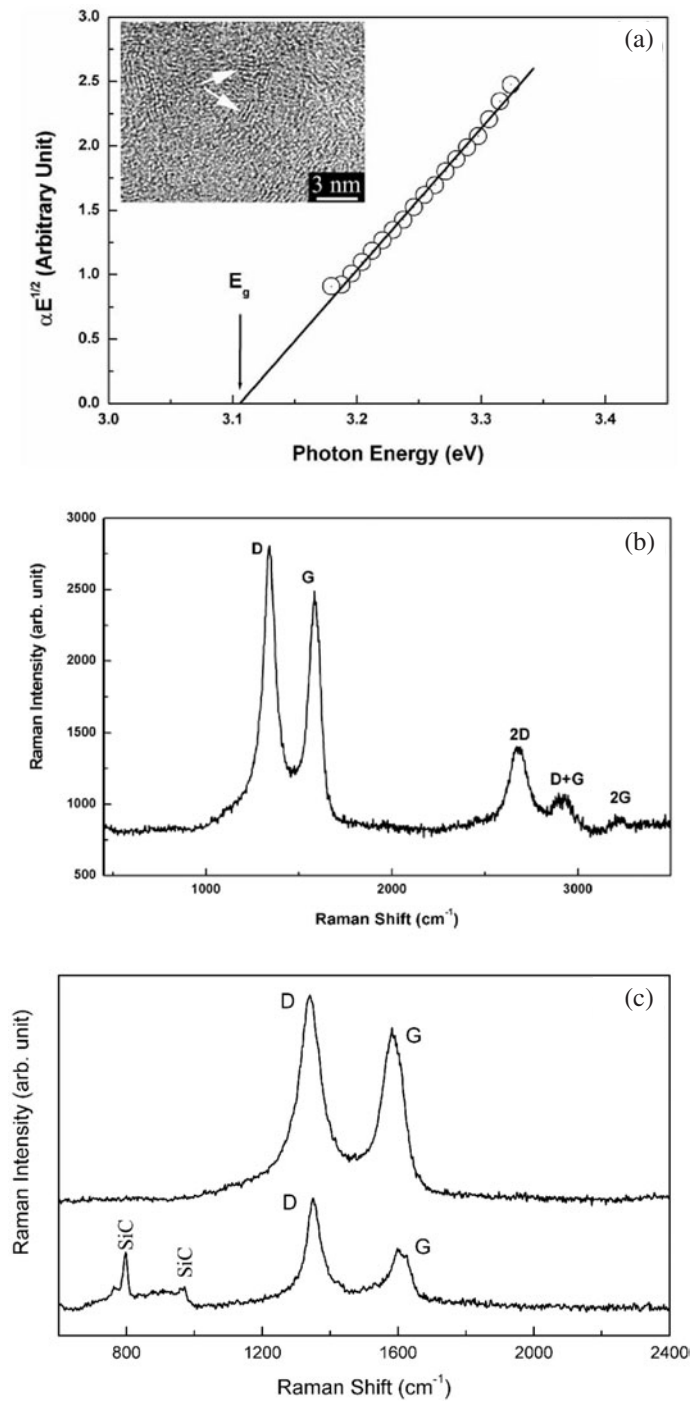 (a)
3.0
2.5
2.0
1.5
1.0
0.5
0.0
αE^{1/2} (Arbitrary Unit)
3 nm
E_g
3.0 3.1 3.2 3.3 3.4
Photon Energy (eV)
(b)
3000
2500
2000
1500
1000
500
Raman Intensity (arb. unit)
D
G
2D
D+G
2G
1000 2000 3000
Raman Shift (cm⁻¹)
(c)
Raman Intensity (arb. unit)
D
G
SiC
SiC
D
G
800 1200 1600 2000 2400
Raman Shift (cm⁻¹)